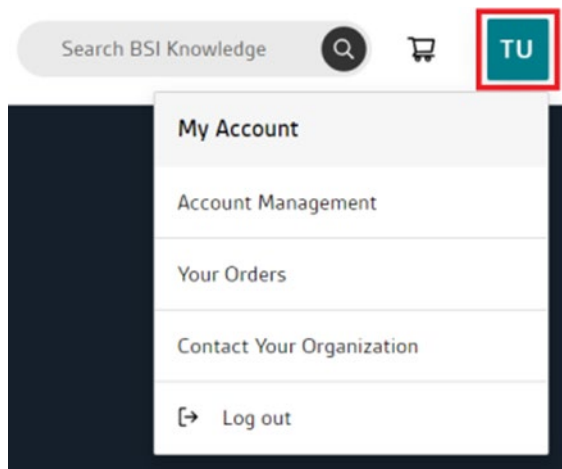 Search BSI Knowledge
TU
My Account
Account Management
Your Orders
Contact Your Organization
Log out